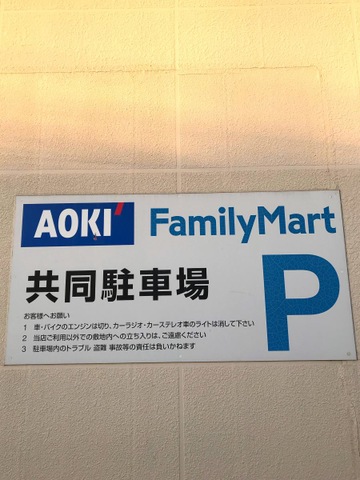 AOKI FamilyMart
共同駐車場 P
お客様へお願い
1 車・バイクのエンジンは切り、カーラジオ・カーステレオ車のライトは消して下さい
2 当店ご利用以外での敷地内への立ち入りは、ご遠慮ください
3 駐車場内のトラブル 盗難 事故等の責任は負いかねます